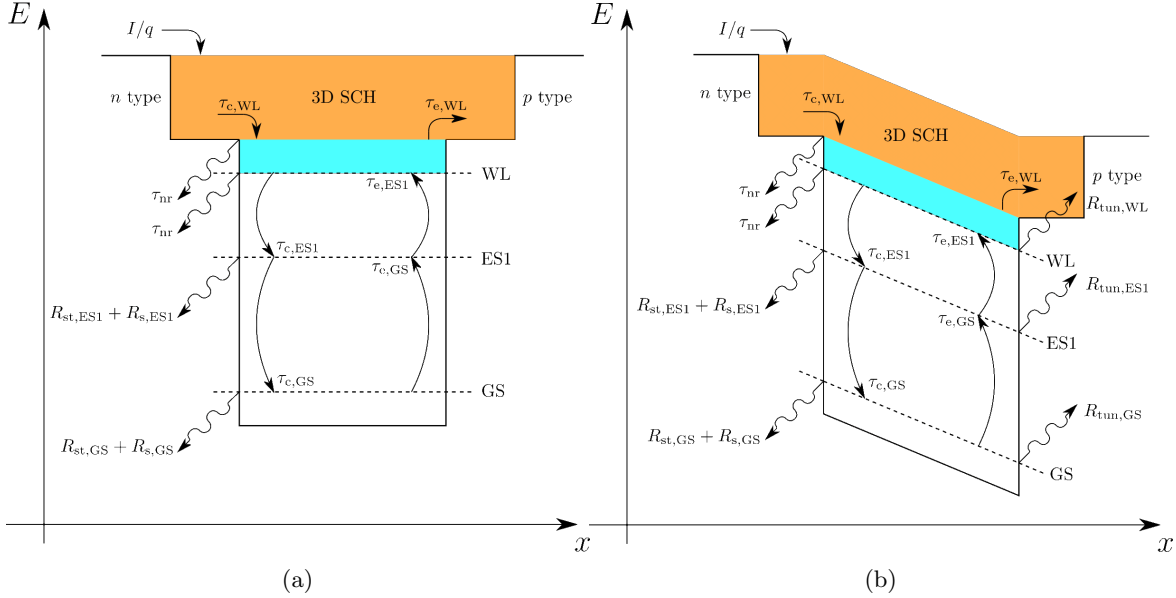 E
I/q
n type
3D SCH
p type
τc,WL
τe,WL
τnr
τnr
τe,ES1
WL
τc,ES1
ES1
τe,GS
Rst,ES1 + Rs,ES1
τc,GS
GS
Rst,GS + Rs,GS
x
(a)
E
I/q
n type
τc,WL
3D SCH
p type
τe,WL
τnr
τnr
Rtun,WL
τe,ES1
τc,ES1
WL
Rtun,ES1
Rst,ES1 + Rs,ES1
τe,GS
ES1
τc,GS
Rtun,GS
Rst,GS + Rs,GS
GS
x
(b)